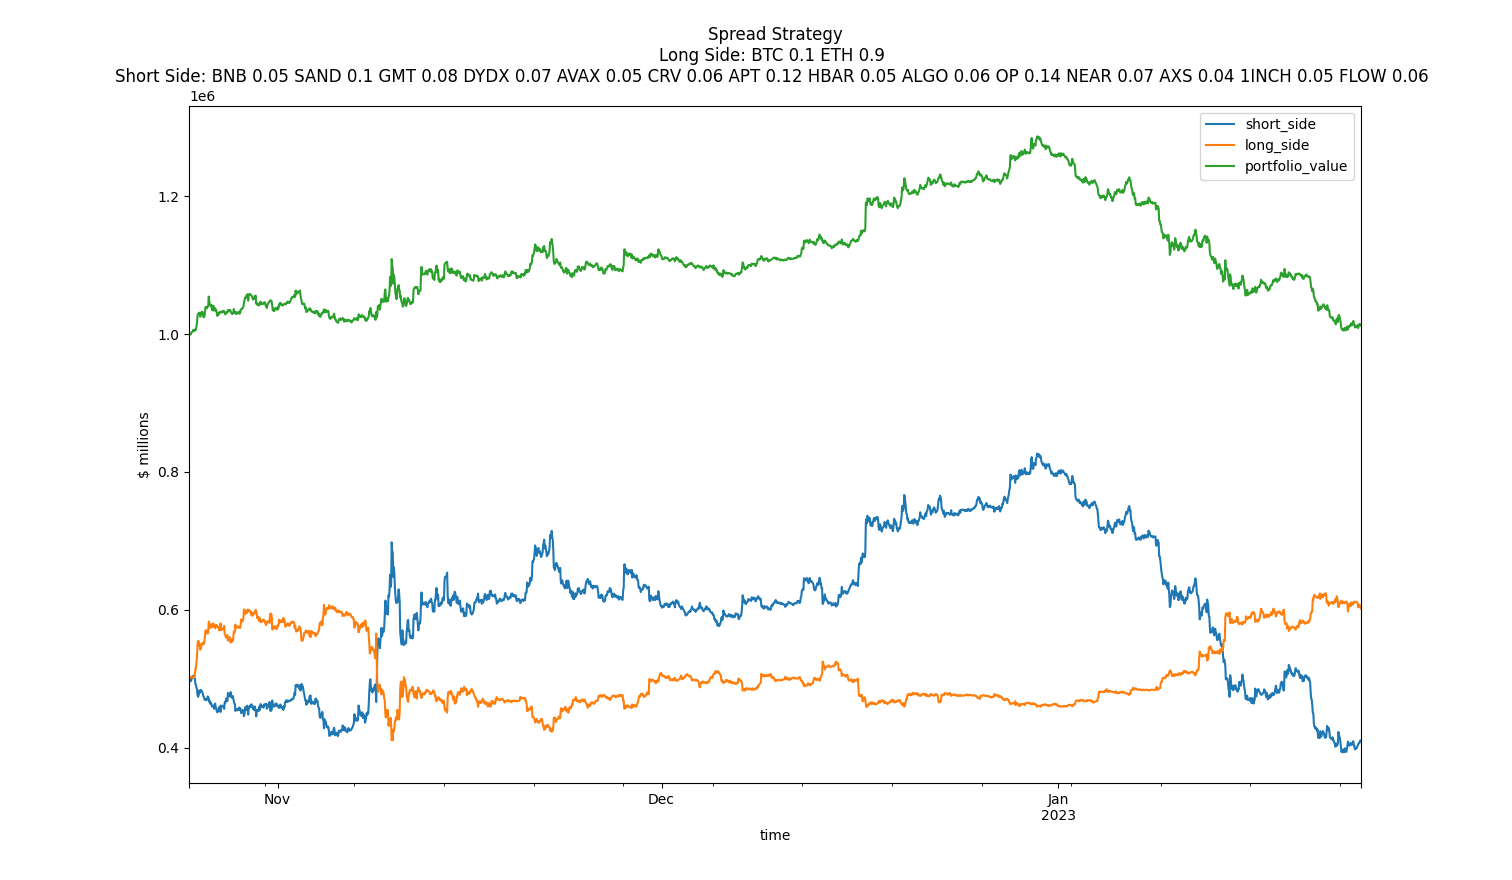 Spread Strategy
Long Side: BTC 0.1 ETH 0.9
Short Side: BNB 0.05 SAND 0.1 GMT 0.08 DYDX 0.07 AVAX 0.05 CRV 0.06 APT 0.12 HBAR 0.05 ALGO 0.06 OP 0.14 NEAR 0.07 AXS 0.04 1INCH 0.05 FLOW 0.06
1e6
short_side
long_side
portfolio_value
1.2
1.0
0.8
0.6
0.4
$ millions
Nov
Dec
Jan
2023
time